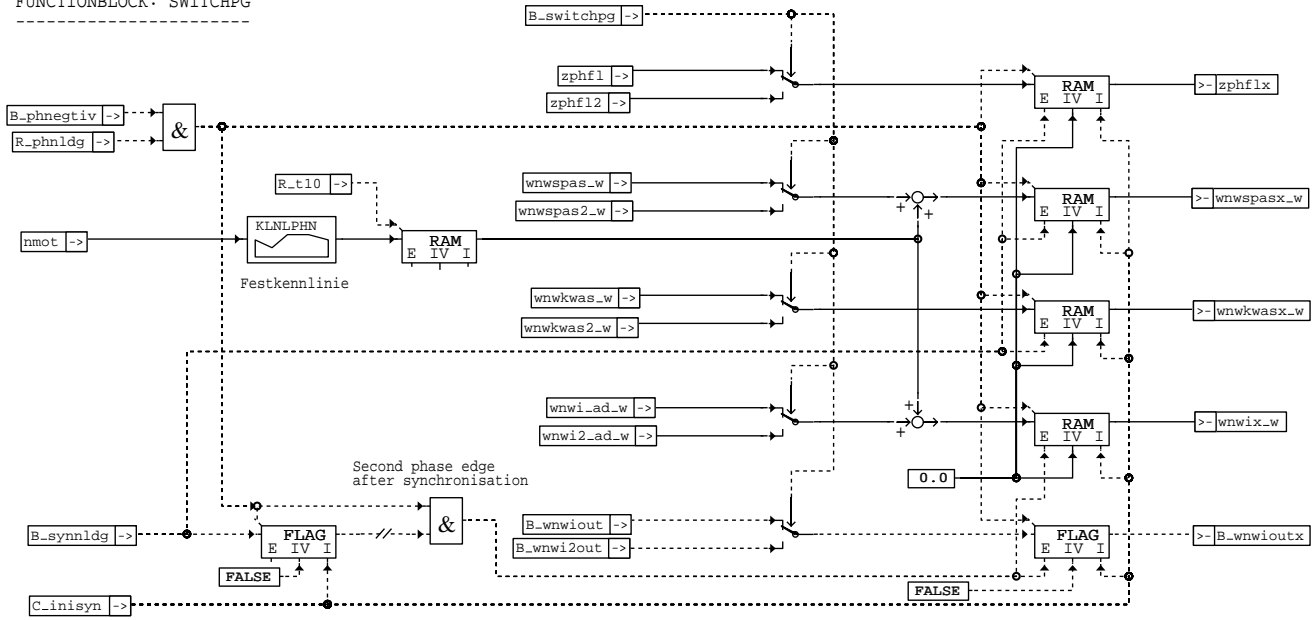 FUNCTIONBLOCK: SWITCHPG
B_switchpg ->
zphfl ->
zphfl2 ->
RAM
E IV I
>- zphflx
B_phnegtiv ->
R_phnldg ->
&
R_t10 ->
wnwspas_w ->
wnwspas2_w ->
+
+
RAM
E IV I
>- wnwspasx_w
nmot ->
KLNLPHN
Festkennlinie
RAM
E IV I
wnwkwas_w ->
wnwkwas2_w ->
RAM
E IV I
>- wnwkwasx_w
wnwi_ad_w ->
wnwi2_ad_w ->
+
+
RAM
E IV I
>- wnwix_w
0.0
Second phase edge
after synchronisation
B_synnldg ->
FLAG
E IV I
FALSE
&
B_wnwiout ->
B_wnwi2out ->
FLAG
E IV I
>- B_wnwioutx
FALSE
C_inisyn ->